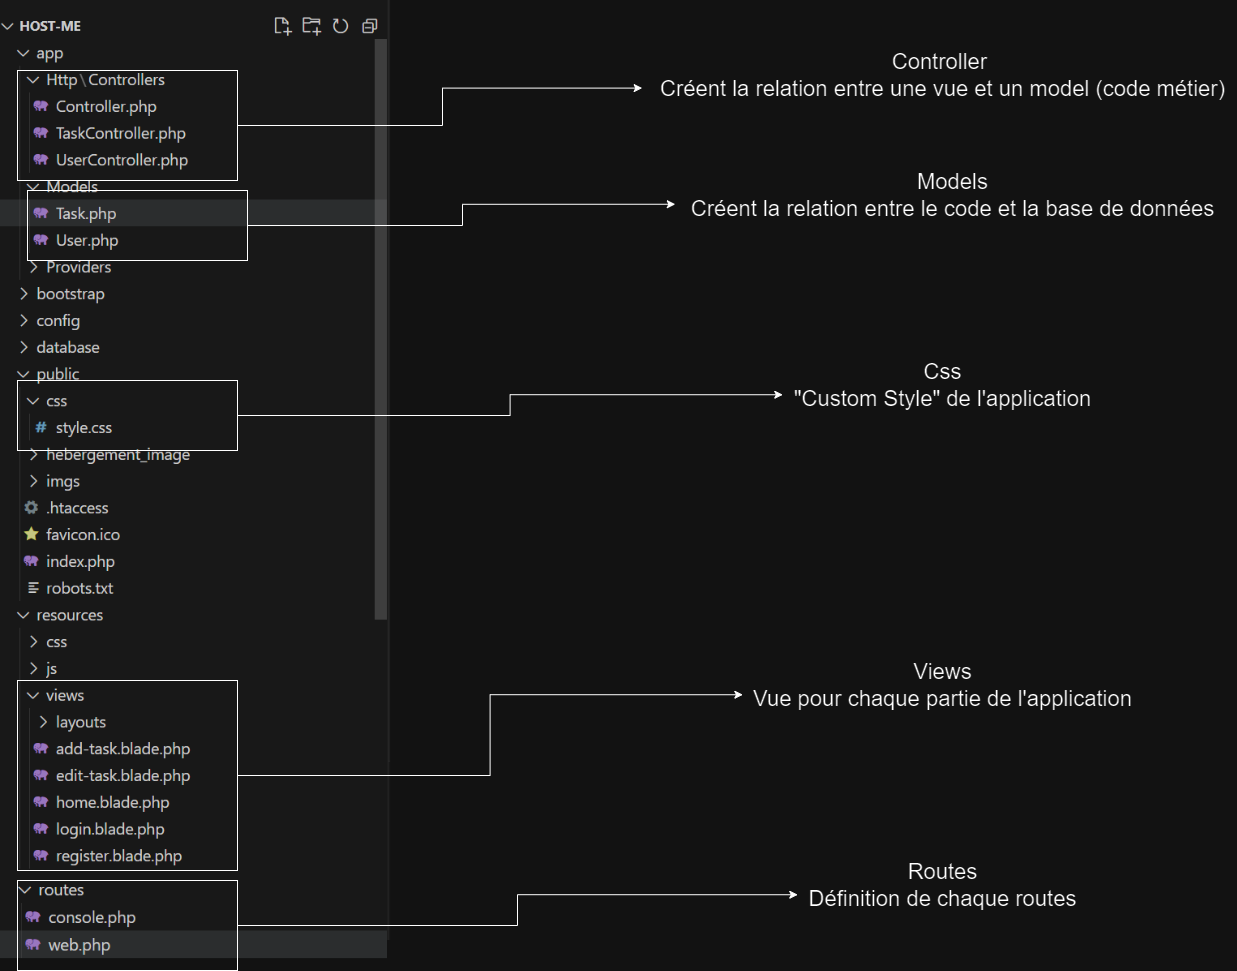 HOST-ME
app
Http\Controllers
Controller.php
TaskController.php
UserController.php
Models
Task.php
User.php
Providers
bootstrap
config
database
public
css
style.css
hebergement_image
imgs
.htaccess
favicon.ico
index.php
robots.txt
resources
css
js
views
layouts
add-task.blade.php
edit-task.blade.php
home.blade.php
login.blade.php
register.blade.php
routes
console.php
web.php
Controller
Créent la relation entre une vue et un model (code métier)
Models
Créent la relation entre le code et la base de données
Css
"Custom Style" de l'application
Views
Vue pour chaque partie de l'application
Routes
Définition de chaque routes